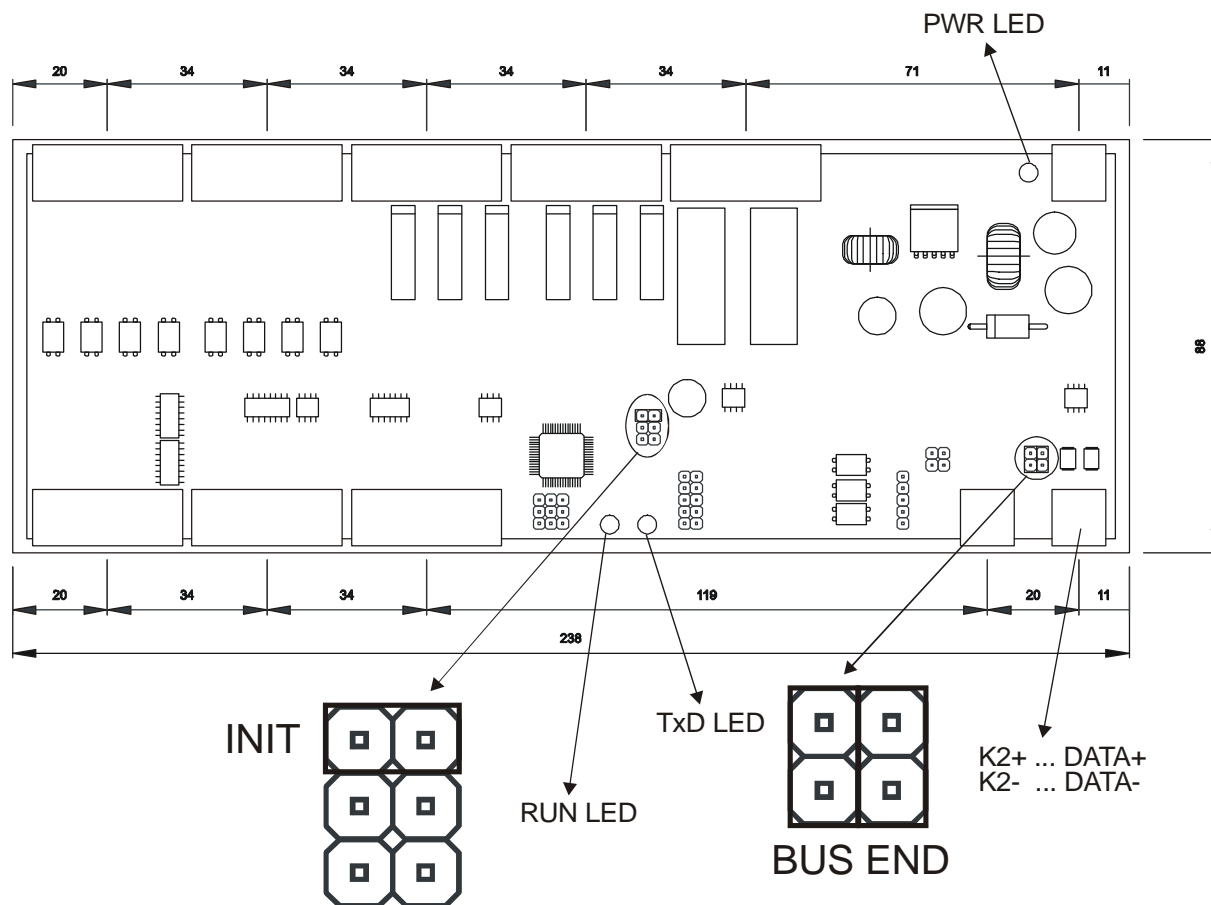 PWR LED
20 34 34 34 34 71 11
88
20 34 34 119 20 11
238
INIT
TxD LED
RUN LED
K2+ ... DATA+
K2- ... DATA-
BUS END